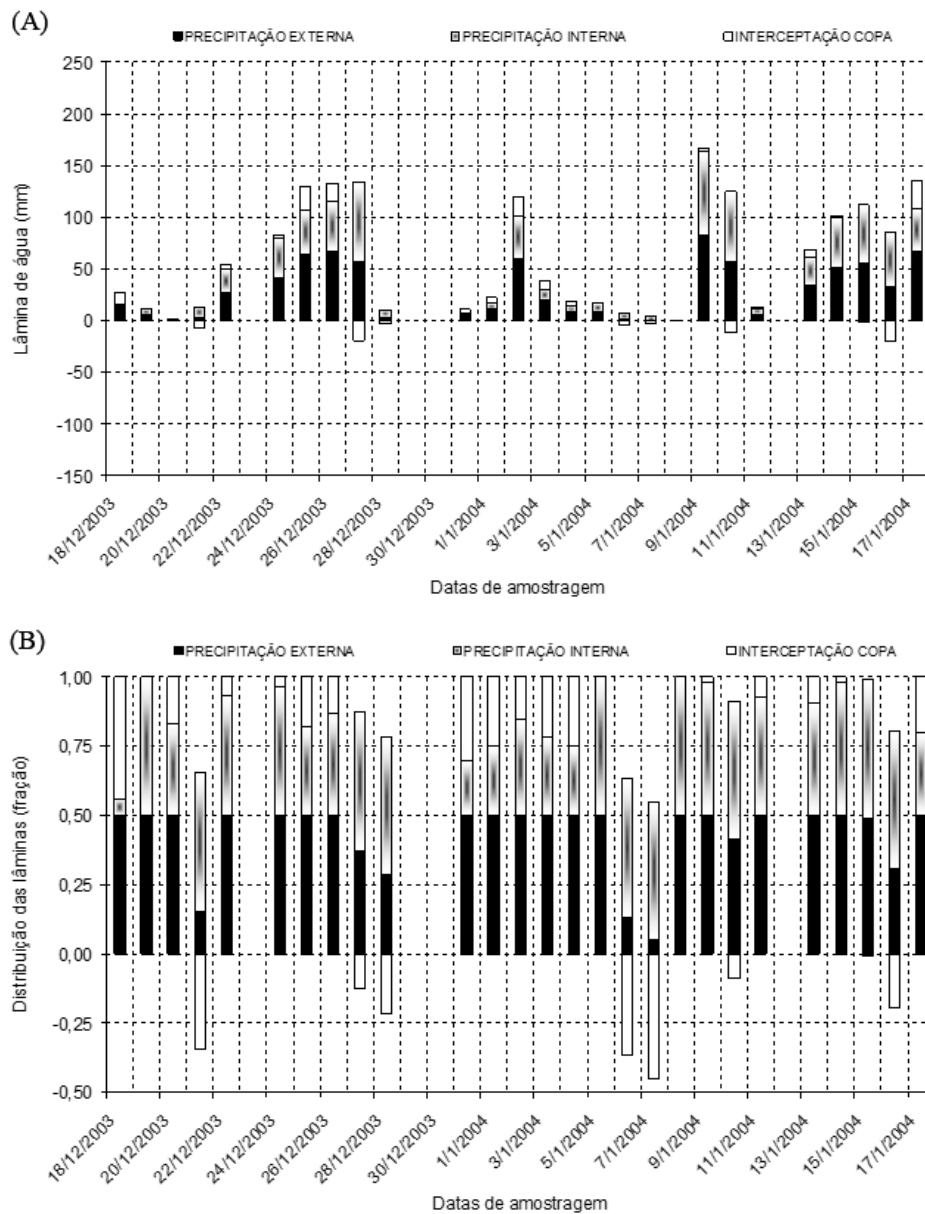 (A)
PRECIPITAÇÃO EXTERNA PRECIPITAÇÃO INTERNA INTERCEPTAÇÃO COPA
250
200
150
100
50
0
-50
-100
-150
Lâmina de água (mm)
18/12/2003 20/12/2003 22/12/2003 24/12/2003 26/12/2003 28/12/2003 30/12/2003 1/1/2004 3/1/2004 5/1/2004 7/1/2004 9/1/2004 11/1/2004 13/1/2004 15/1/2004 17/1/2004
Datas de amostragem
(B)
PRECIPITAÇÃO EXTERNA PRECIPITAÇÃO INTERNA INTERCEPTAÇÃO COPA
1,00
0,75
0,50
0,25
0,00
-0,25
-0,50
Distribuição das lâminas (fração)
18/12/2003 20/12/2003 22/12/2003 24/12/2003 26/12/2003 28/12/2003 30/12/2003 1/1/2004 3/1/2004 5/1/2004 7/1/2004 9/1/2004 11/1/2004 13/1/2004 15/1/2004 17/1/2004
Datas de amostragem